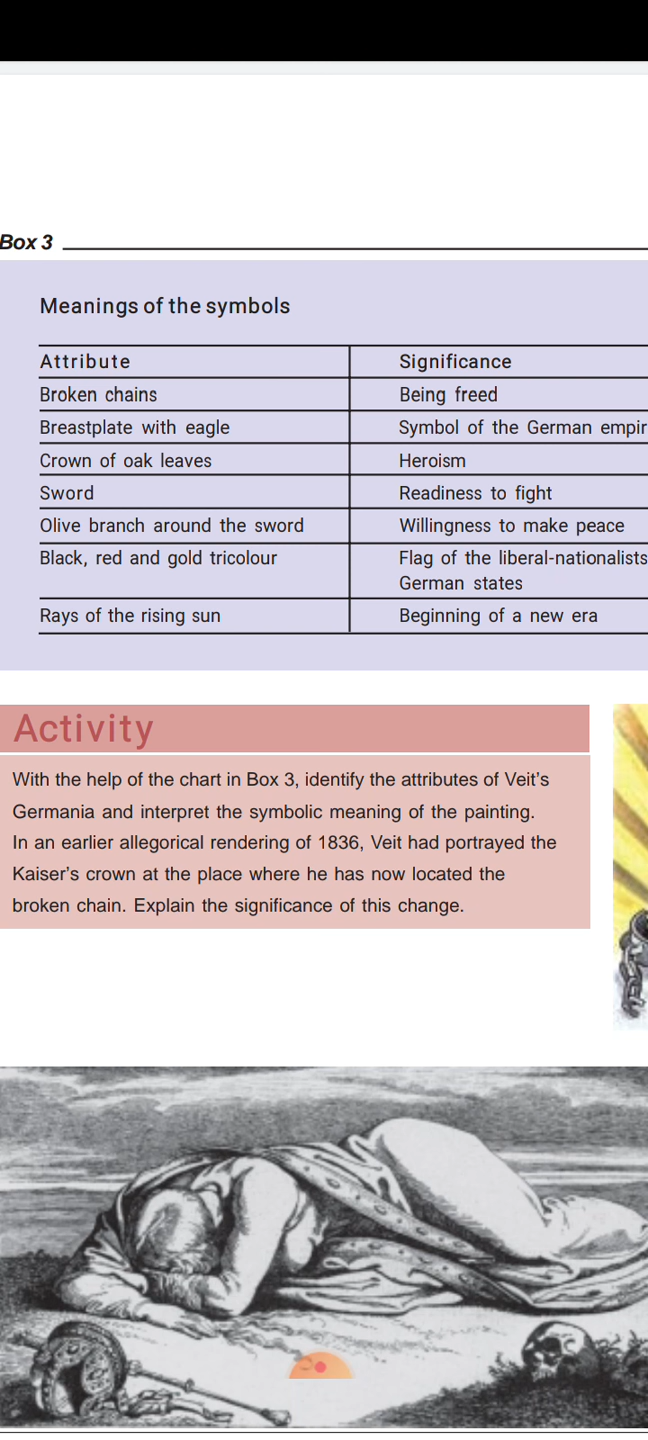 Box 3
Meanings of the symbols
Attribute Significance
Broken chains Being freed
Breastplate with eagle Symbol of the German empir
Crown of oak leaves Heroism
Sword Readiness to fight
Olive branch around the sword Willingness to make peace
Black, red and gold tricolour Flag of the liberal-nationalists
German states
Rays of the rising sun Beginning of a new era
Activity
With the help of the chart in Box 3, identify the attributes of Veit’s
Germania and interpret the symbolic meaning of the painting.
In an earlier allegorical rendering of 1836, Veit had portrayed the
Kaiser’s crown at the place where he has now located the
broken chain. Explain the significance of this change.